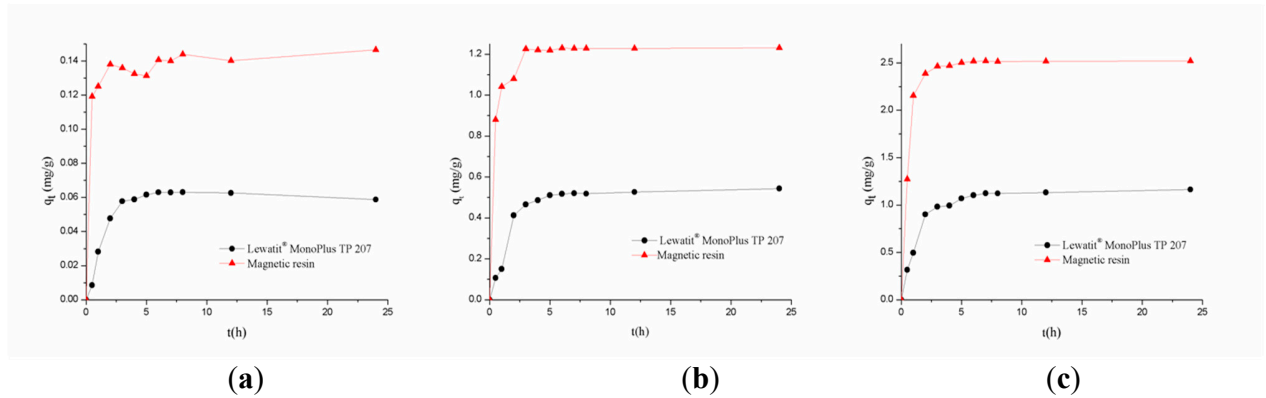 0.14
0.12
0.10
0.08
0.06
0.04
0.02
0.00
qt (mg/g)
Lewatit® MonoPlus TP 207
Magnetic resin
0 5 10 15 20 25
t(h)
(a)
1.2
1.0
0.8
0.6
0.4
0.2
0.0
qt (mg/g)
Lewatit® MonoPlus TP 207
Magnetic resin
0 5 10 15 20 25
t(h)
(b)
2.5
2.0
1.5
1.0
0.5
0.0
qt (mg/g)
Lewatit® MonoPlus TP 207
Magnetic resin
0 5 10 15 20 25
t(h)
(c)